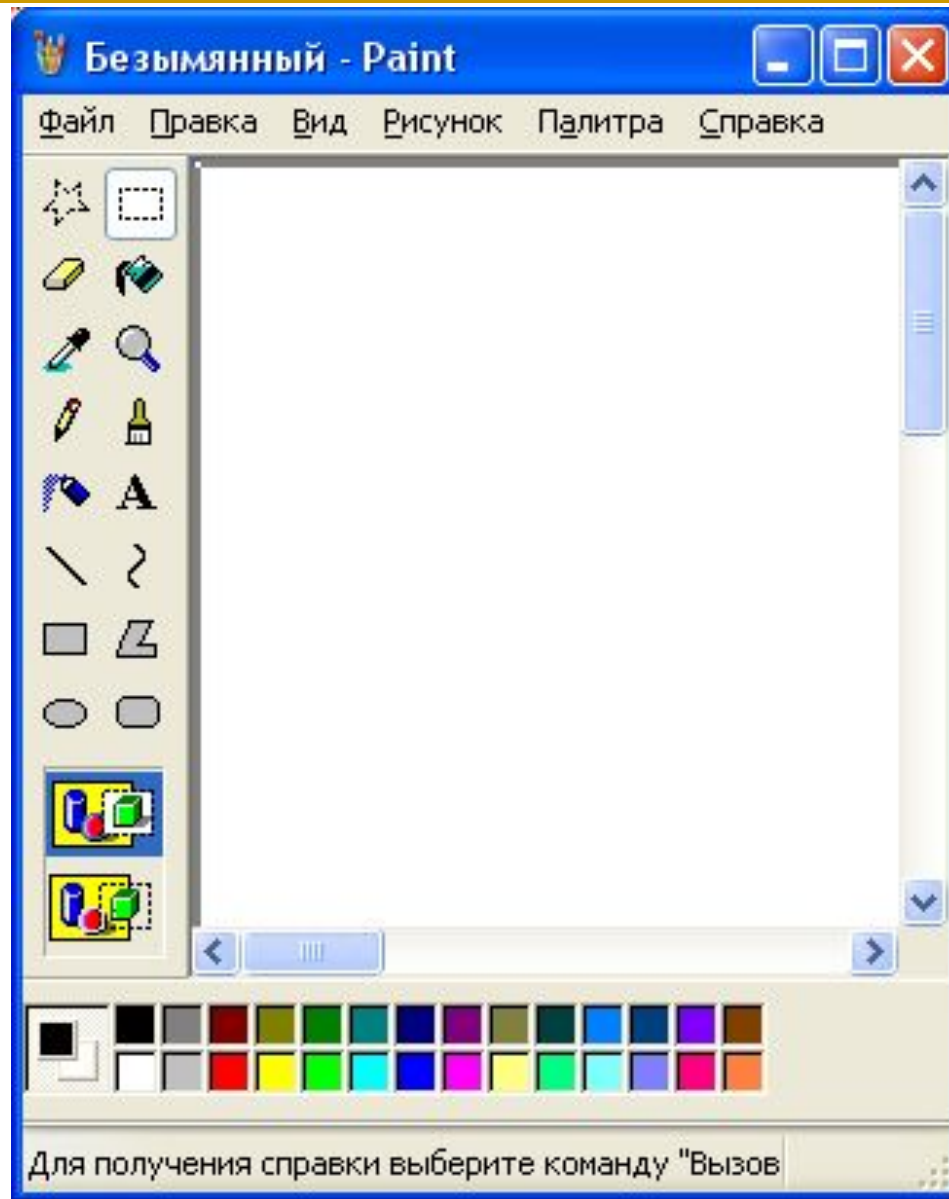 Безымянный - Paint
Файл Правка Вид Рисунок Палитра Справка
A
Для получения справки выберите команду "Вызов